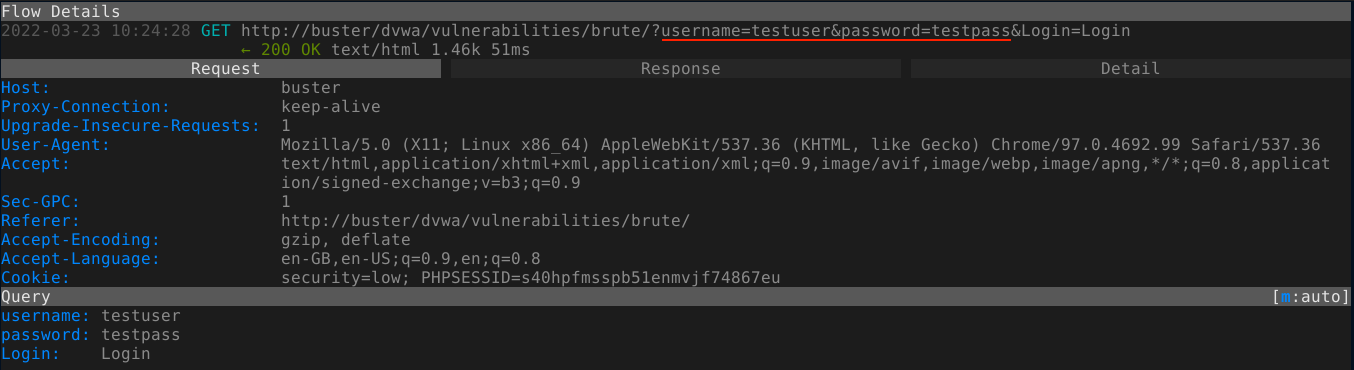 Flow Details
2022-03-23 10:24:28 GET http://buster/dvwa/vulnerabilities/brute/?username=testuser&password=testpass&Login=Login
← 200 OK text/html 1.46k 51ms
Request Response Detail
Host: buster
Proxy-Connection: keep-alive
Upgrade-Insecure-Requests: 1
User-Agent: Mozilla/5.0 (X11; Linux x86_64) AppleWebKit/537.36 (KHTML, like Gecko) Chrome/97.0.4692.99 Safari/537.36
Accept: text/html,application/xhtml+xml,application/xml;q=0.9,image/avif,image/webp,image/apng,*/*;q=0.8,applicat
ion/signed-exchange;v=b3;q=0.9
Sec-GPC: 1
Referer: http://buster/dvwa/vulnerabilities/brute/
Accept-Encoding: gzip, deflate
Accept-Language: en-GB,en-US;q=0.9,en;q=0.8
Cookie: security=low; PHPSESSID=s40hpfmsspb51enmvjf74867eu
Query [m:auto]
username: testuser
password: testpass
Login: Login